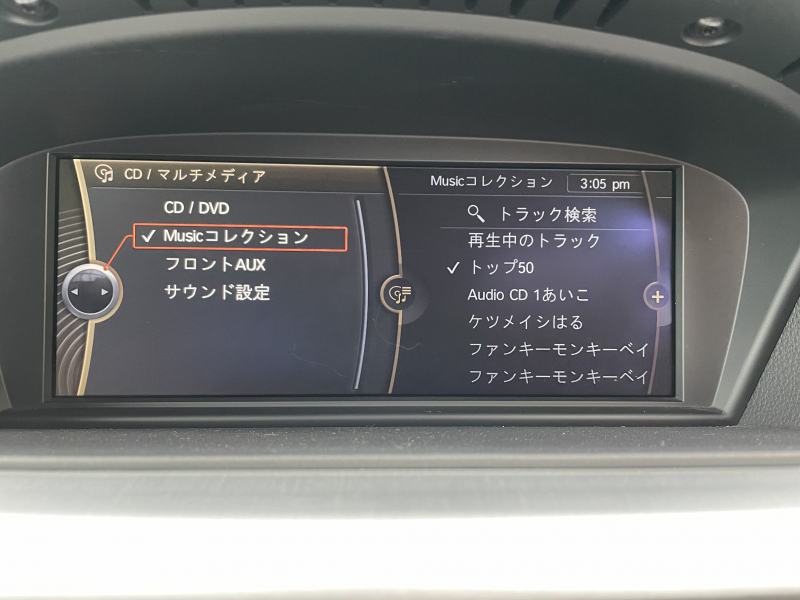 CD / マルチメディア
CD / DVD
Musicコレクション
フロントAUX
サウンド設定
Musicコレクション
3:05 pm
トラック検索
再生中のトラック
トップ50
Audio CD 1あいこ
ケツメイシはる
ファンキーモンキーベイ
ファンキーモンキーベイ